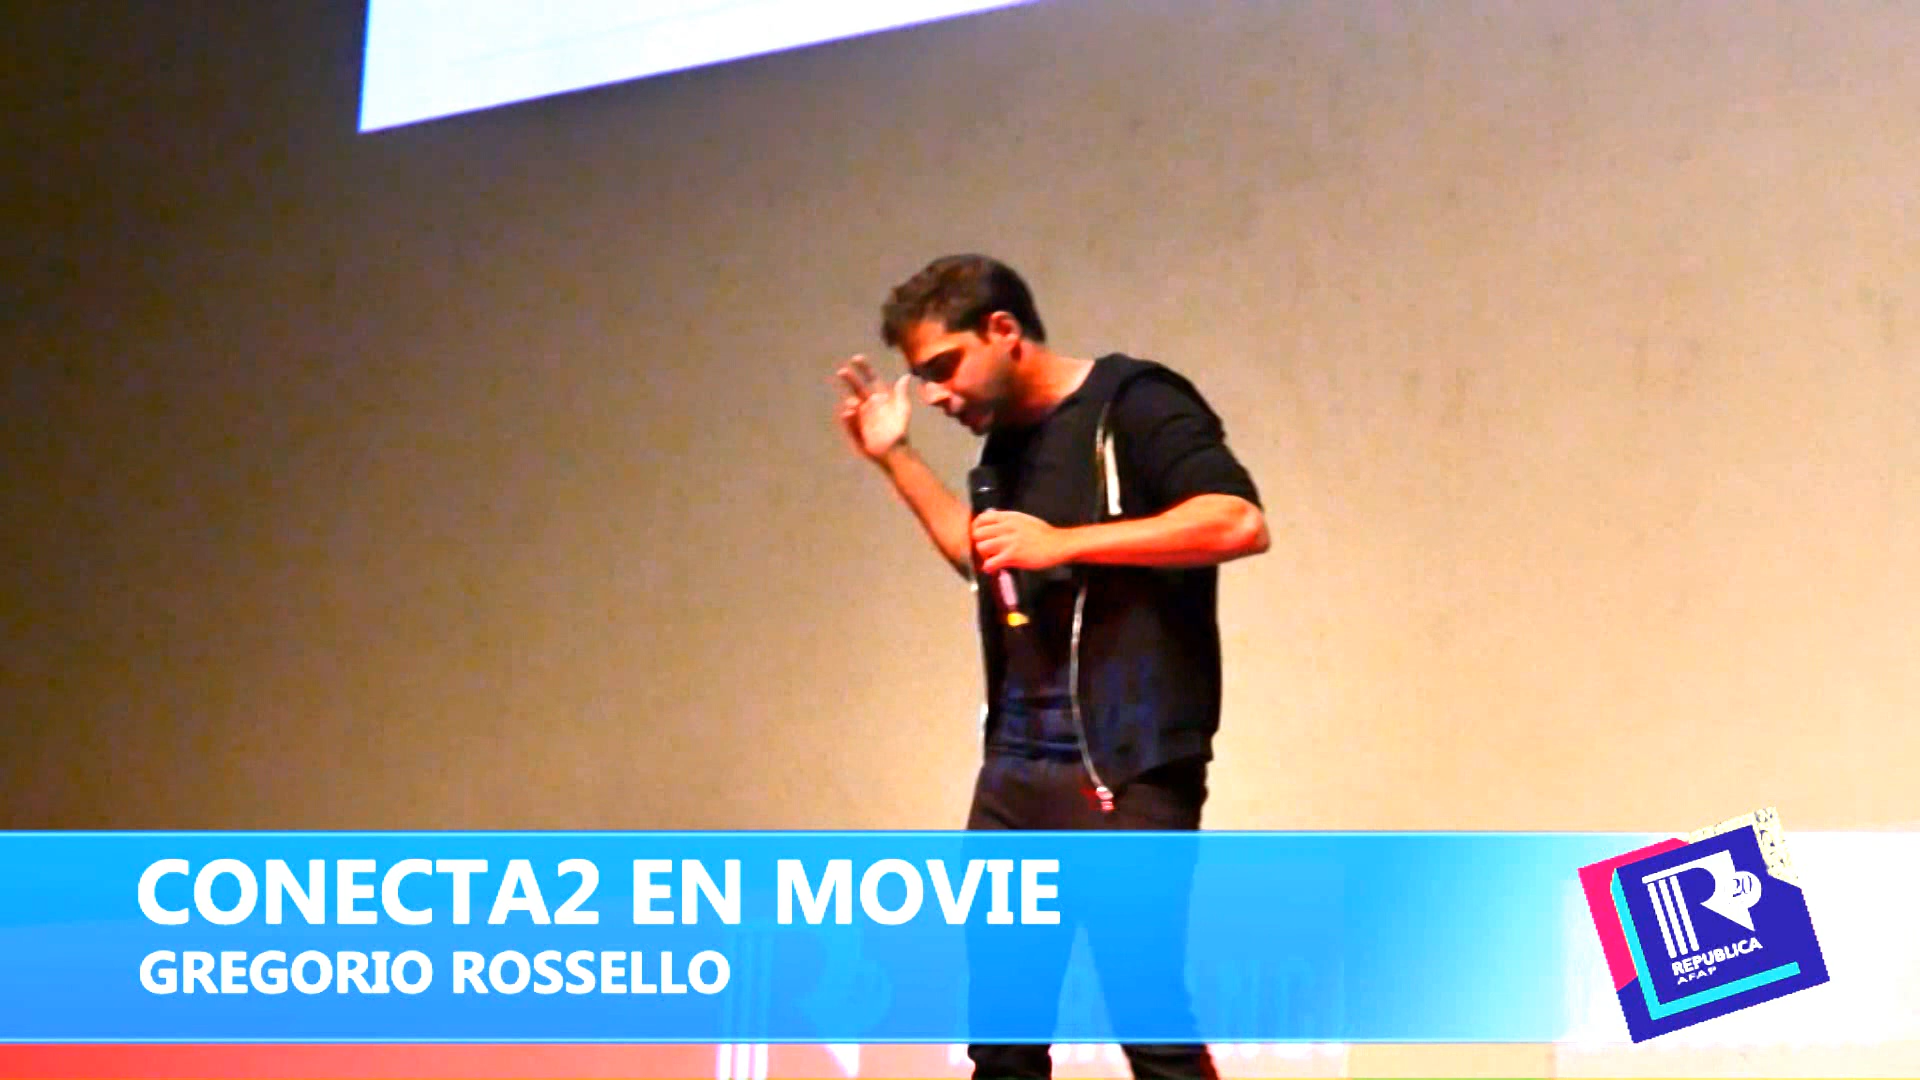 CONECTA2 EN MOVIE
GREGORIO ROSSELLO
R 20
REPUBLICA
AFAP